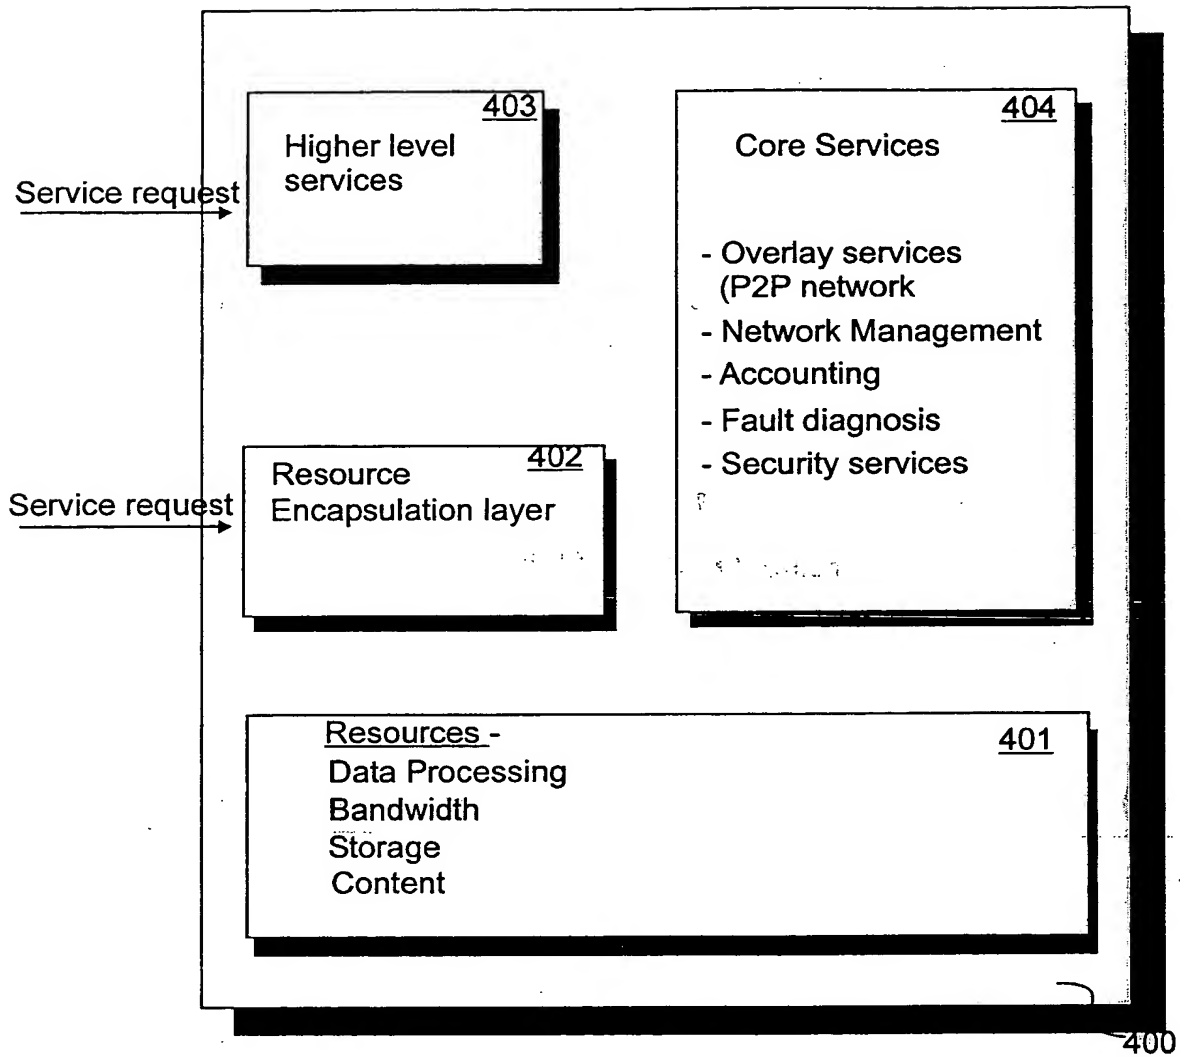 403
Higher level
services
Service request
404
Core Services
- Overlay services
(P2P network
- Network Management
- Accounting
- Fault diagnosis
- Security services
402
Resource
Encapsulation layer
Service request
401
Resources -
Data Processing
Bandwidth
Storage
Content
400